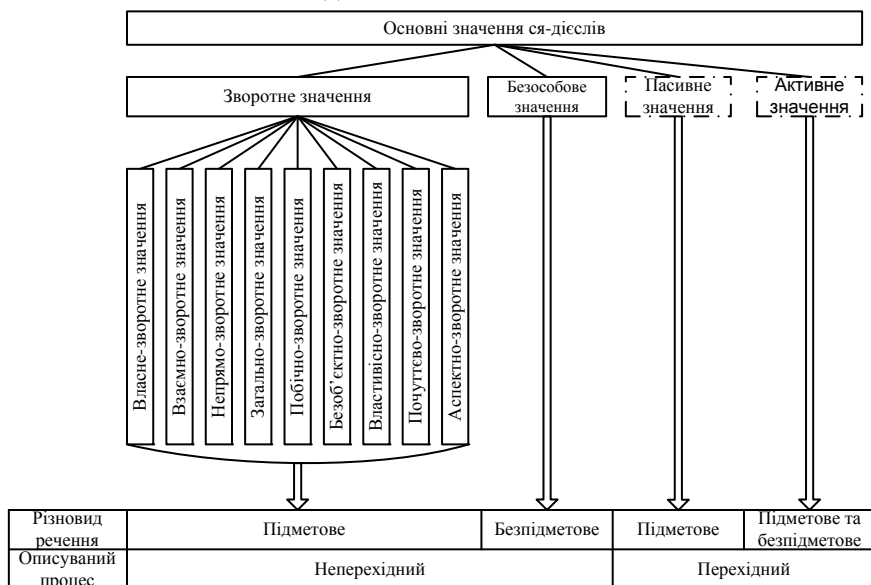 Основні значення ся-дієслів
Зворотне значення
Безособове
значення
Пасивне
значення
Активне
значення
Власне-зворотне значення
Взаємно-зворотне значення
Непрямо-зворотне значення
Загально-зворотне значення
Побічно-зворотне значення
Безоб’єктно-зворотне значення
Властивісно-зворотне значення
Почуттєво-зворотне значення
Аспектно-зворотне значення
Різновид
речення
Підметове
Безпідметове
Підметове
Підметове та
безпідметове
Описуваний
процес
Неперехідний
Перехідний